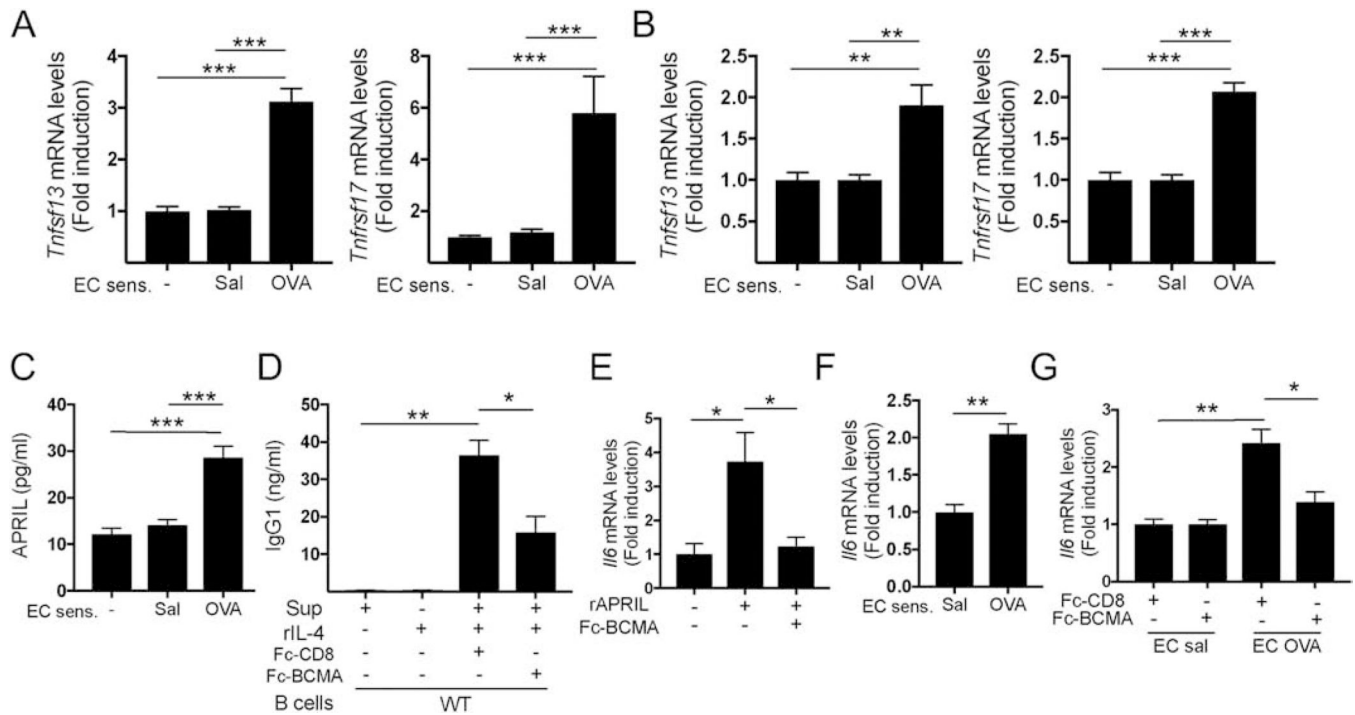 A
Tnfsf13 mRNA levels
(Fold induction)
4
3
2
1
***
***
EC sens. - Sal OVA
Tnfrsf17 mRNA levels
(Fold induction)
8
6
4
2
***
***
EC sens. - Sal OVA
B
Tnfsf13 mRNA levels
(Fold induction)
2.5
2.0
1.5
1.0
0.5
**
**
EC sens. - Sal OVA
Tnfrsf17 mRNA levels
(Fold induction)
2.5
2.0
1.5
1.0
0.5
***
***
EC sens. - Sal OVA
C
APRIL (pg/ml)
40
30
20
10
0
***
***
EC sens. - Sal OVA
D
IgG1 (ng/ml)
50
40
30
20
10
** *
Sup + - + +
rIL-4 - + + +
Fc-CD8 - - + -
Fc-BCMA - - - +
B cells WT
E
Il6 mRNA levels
(Fold induction)
6
5
4
3
2
1
0
* *
rAPRIL - + +
Fc-BCMA - - +
F
Il6 mRNA levels
(Fold induction)
2.5
2.0
1.5
1.0
0.5
0.0
**
EC sens. Sal OVA
G
Il6 mRNA levels
(Fold induction)
3
2
1
0
** *
Fc-CD8 + - + -
Fc-BCMA - + - +
EC sal EC OVA